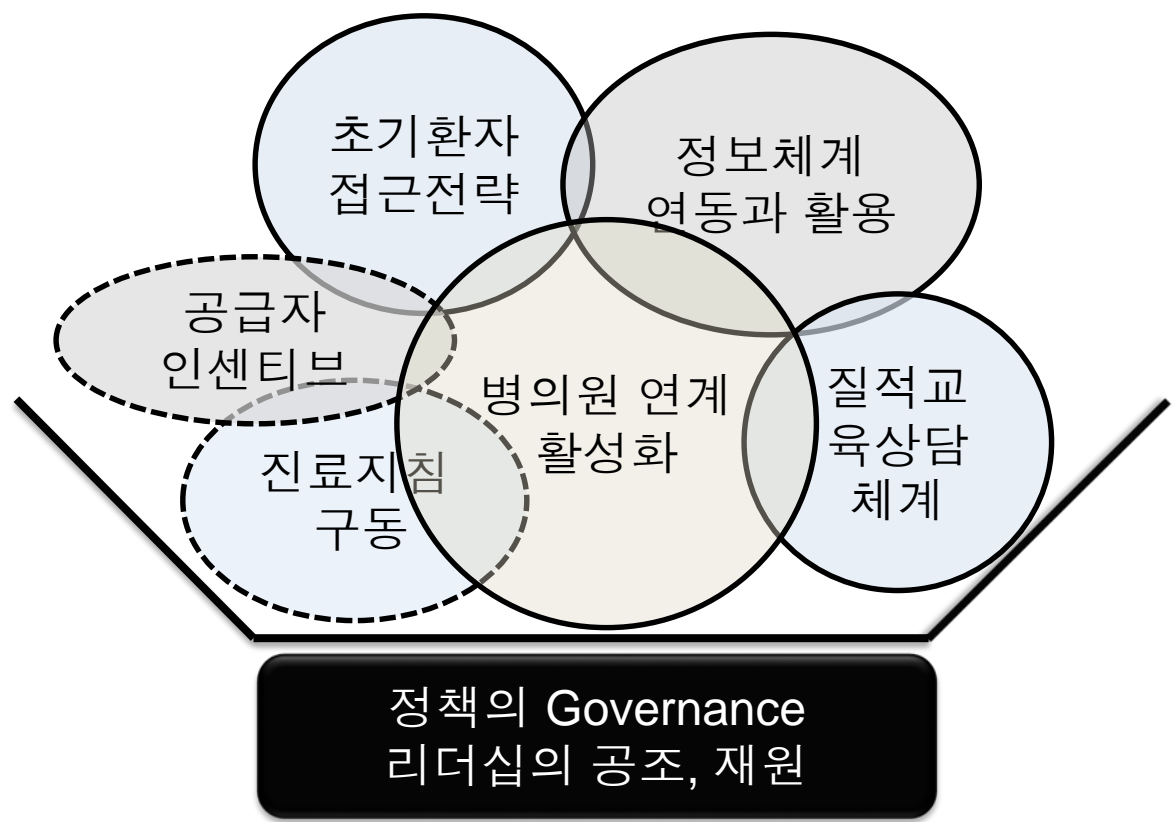 초기환자
접근전략
정보체계
연동과 활용
공급자
인센티브
병의원 연계
활성화
질적교
육상담
체계
진료지침
구동
정책의 Governance
리더십의 공조, 재원